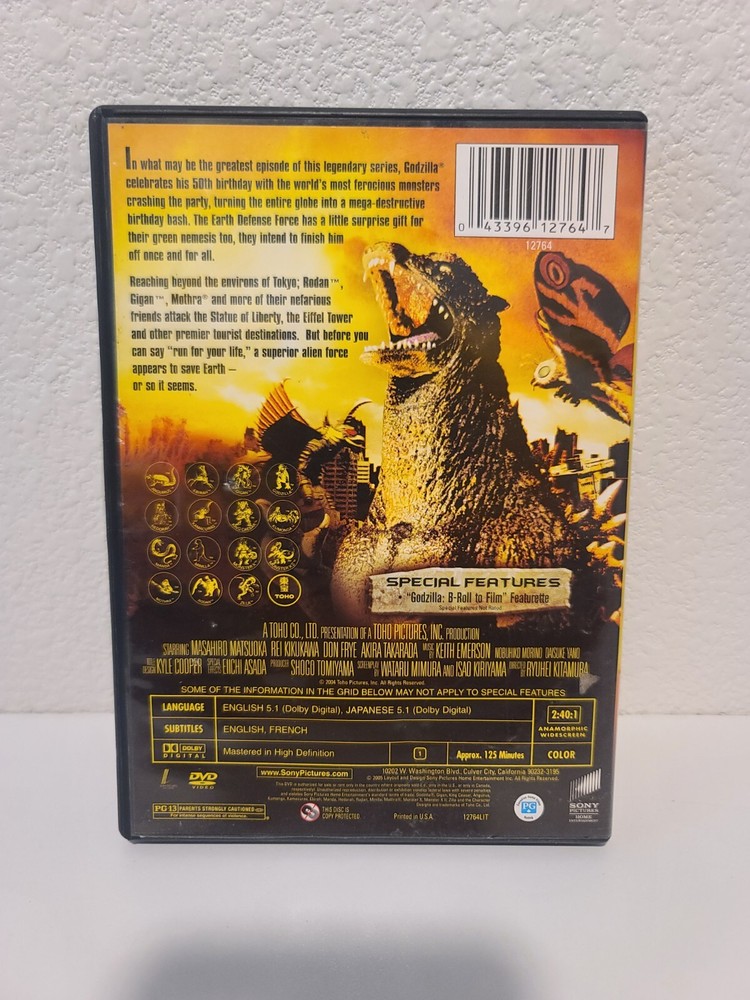 In what may be the greatest episode of this legendary series, Godzilla®
celebrates his 50th birthday with the world's most ferocious monsters
crashing the party, turning the entire globe into a mega-destructive
birthday bash. The Earth Defense Force has a little surprise gift for
their green nemesis too, they intend to finish him
off once and for all.
Reaching beyond the environs of Tokyo; Rodan™,
Gigan™, Mothra® and more of their nefarious
friends attack the Statue of Liberty, the Eiffel Tower
and other premier tourist destinations. But before you
can say "run for your life," a superior alien force
appears to save Earth –
or so it seems.
0 43396 12764 7
12764
TOHO
SPECIAL FEATURES
• "Godzilla: B-Roll to Film" Featurette
Special Features Not Rated
A TOHO CO., LTD. PRESENTATION OF A TOHO PICTURES, INC. PRODUCTION
STARRING MASAHIRO MATSUOKA REI KIKUKAWA DON FRYE AKIRA TAKARADA MUSIC BY KEITH EMERSON NOBUHIKO MORINO DAISUKE YANO
TITLE DESIGN KYLE COOPER SPECIAL EFFECTS EIICHI ASADA PRODUCER SHOGO TOMIYAMA SCREENPLAY BY WATARU MIMURA AND ISAO KIRIYAMA DIRECTED BY RYUHEI KITAMURA
© 2004 Toho Pictures, Inc. All Rights Reserved.
SOME OF THE INFORMATION IN THE GRID BELOW MAY NOT APPLY TO SPECIAL FEATURES
LANGUAGE ENGLISH 5.1 (Dolby Digital), JAPANESE 5.1 (Dolby Digital)
2:40:1
ANAMORPHIC
WIDESCREEN
SUBTITLES ENGLISH, FRENCH
DOLBY
DIGITAL
Mastered in High Definition 1 Approx. 125 Minutes COLOR
DVD
VIDEO
www.SonyPictures.com
10202 W. Washington Blvd., Culver City, California 90232-3195
© 2005 Layout and Design Sony Pictures Home Entertainment Inc. All Rights Reserved.
PG 13 PARENTS STRONGLY CAUTIONED
For intense sequences of violence.
THIS DISC IS
COPY PROTECTED
Printed in U.S.A.
12764LIT
PG
SONY
PICTURES
HOME
ENTERTAINMENT